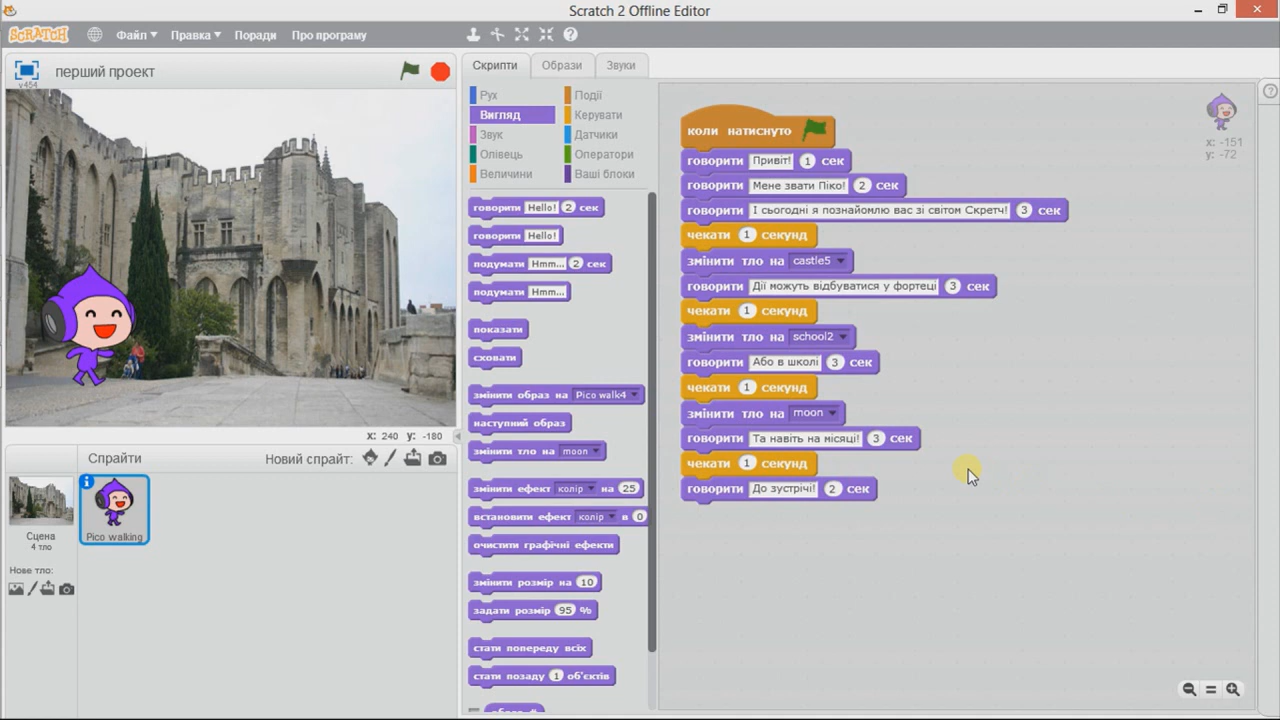 Scratch 2 Offline Editor
SCRATCH
Файл
Правка
Поради
Про програму
v454
перший проект
Скрипти
Образи
Звуки
Рух
Події
Вигляд
Керувати
Звук
Датчики
Олівець
Оператори
Величини
Ваші блоки
говорити Hello! 2 сек
говорити Hello!
подумати Hmm... 2 сек
подумати Hmm...
показати
сховати
змінити образ на Pico walk4
наступний образ
змінити тло на moon
змінити ефект колір на 25
встановити ефект колір в 0
очистити графічні ефекти
змінити розмір на 10
задати розмір 95 %
стати попереду всіх
стати позаду 1 об'єктів
коли натиснуто
говорити Привіт! 1 сек
говорити Мене звати Піко! 2 сек
говорити І сьогодні я познайомлю вас зі світом Скретч! 3 сек
чекати 1 секунд
змінити тло на castle5
говорити Дії можуть відбуватися у фортеці 3 сек
чекати 1 секунд
змінити тло на school2
говорити Або в школі 3 сек
чекати 1 секунд
змінити тло на moon
говорити Та навіть на місяці! 3 сек
чекати 1 секунд
говорити До зустрічі! 2 сек
x: -151
y: -72
x: 240 y: -180
Спрайти
Новий спрайт:
Сцена
4 тло
Нове тло:
Pico walking